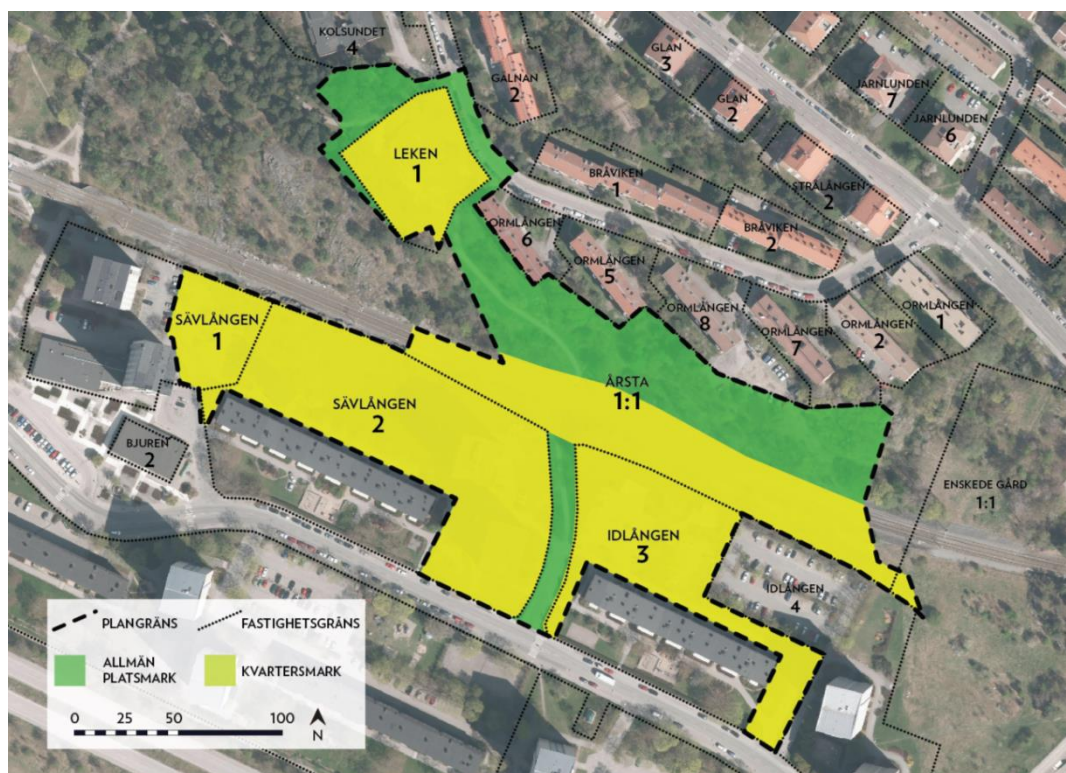 KOLSUNDET
4
GALNAN
2
GLAN
3
GLAN
2
JÄRNLUNDEN
7
JÄRNLUNDEN
6
LEKEN
1
BRÅVIKEN
1
STRÅLÅNGEN
2
BRÅVIKEN
2
ORMLÅNGEN
6
ORMLÅNGEN
5
ORMLÅNGEN
8
ORMLÅNGEN
7
ORMLÅNGEN
2
ORMLÅNGEN
1
SÄVLÅNGEN
1
SÄVLÅNGEN
2
ÅRSTA
1:1
BJUREN
2
ENSKEDE GÅRD
1:1
IDLÅNGEN
3
IDLÅNGEN
4
PLANGRÄNS
FASTIGHETSGRÄNS
ALLMÄN
PLATSMARK
KVARTERSMARK
0 25 50 100
N